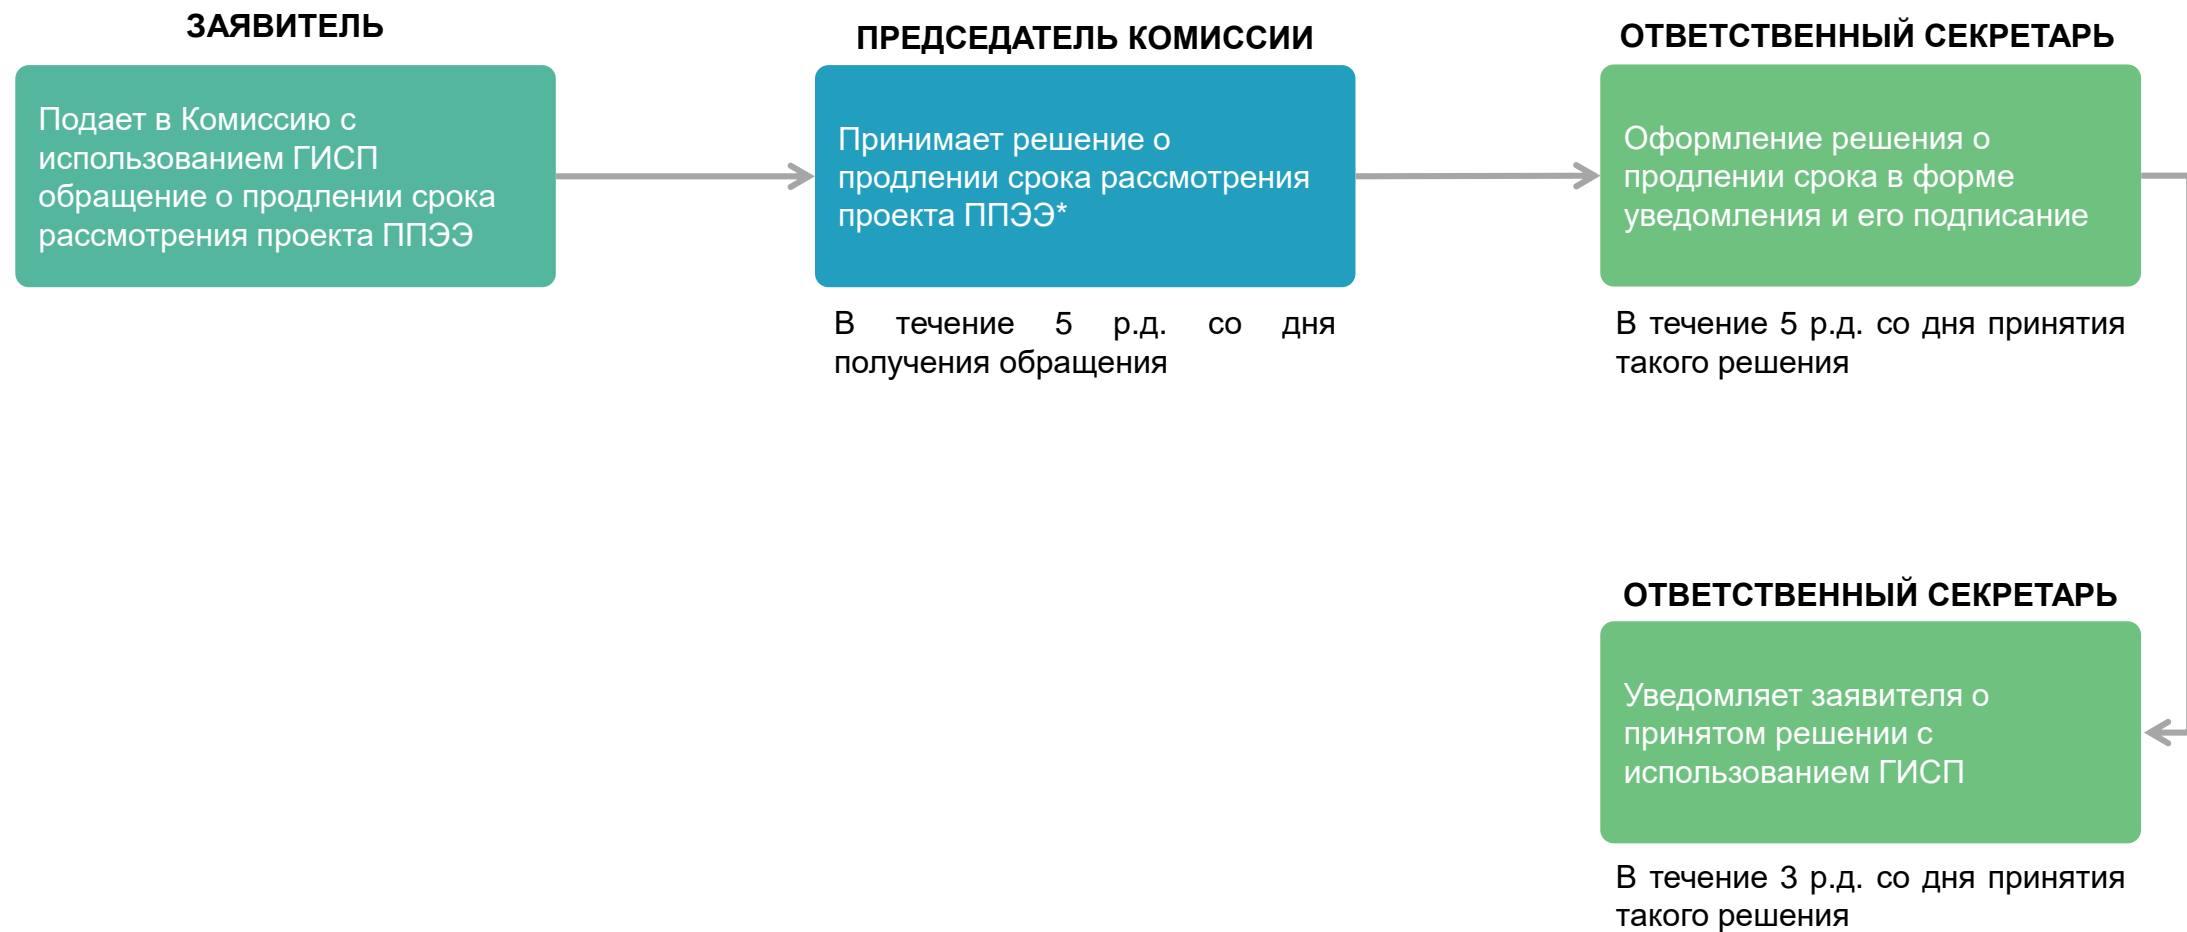 ЗАЯВИТЕЛЬ
Подает в Комиссию с
использованием ГИСП
обращение о продлении срока
рассмотрения проекта ППЭЭ
ПРЕДСЕДАТЕЛЬ КОМИССИИ
Принимает решение о
продлении срока рассмотрения
проекта ППЭЭ*
В течение 5 р.д. со дня
получения обращения
ОТВЕТСТВЕННЫЙ СЕКРЕТАРЬ
Оформление решения о
продлении срока в форме
уведомления и его подписание
В течение 5 р.д. со дня принятия
такого решения
ОТВЕТСТВЕННЫЙ СЕКРЕТАРЬ
Уведомляет заявителя о
принятом решении с
использованием ГИСП
В течение 3 р.д. со дня принятия
такого решения